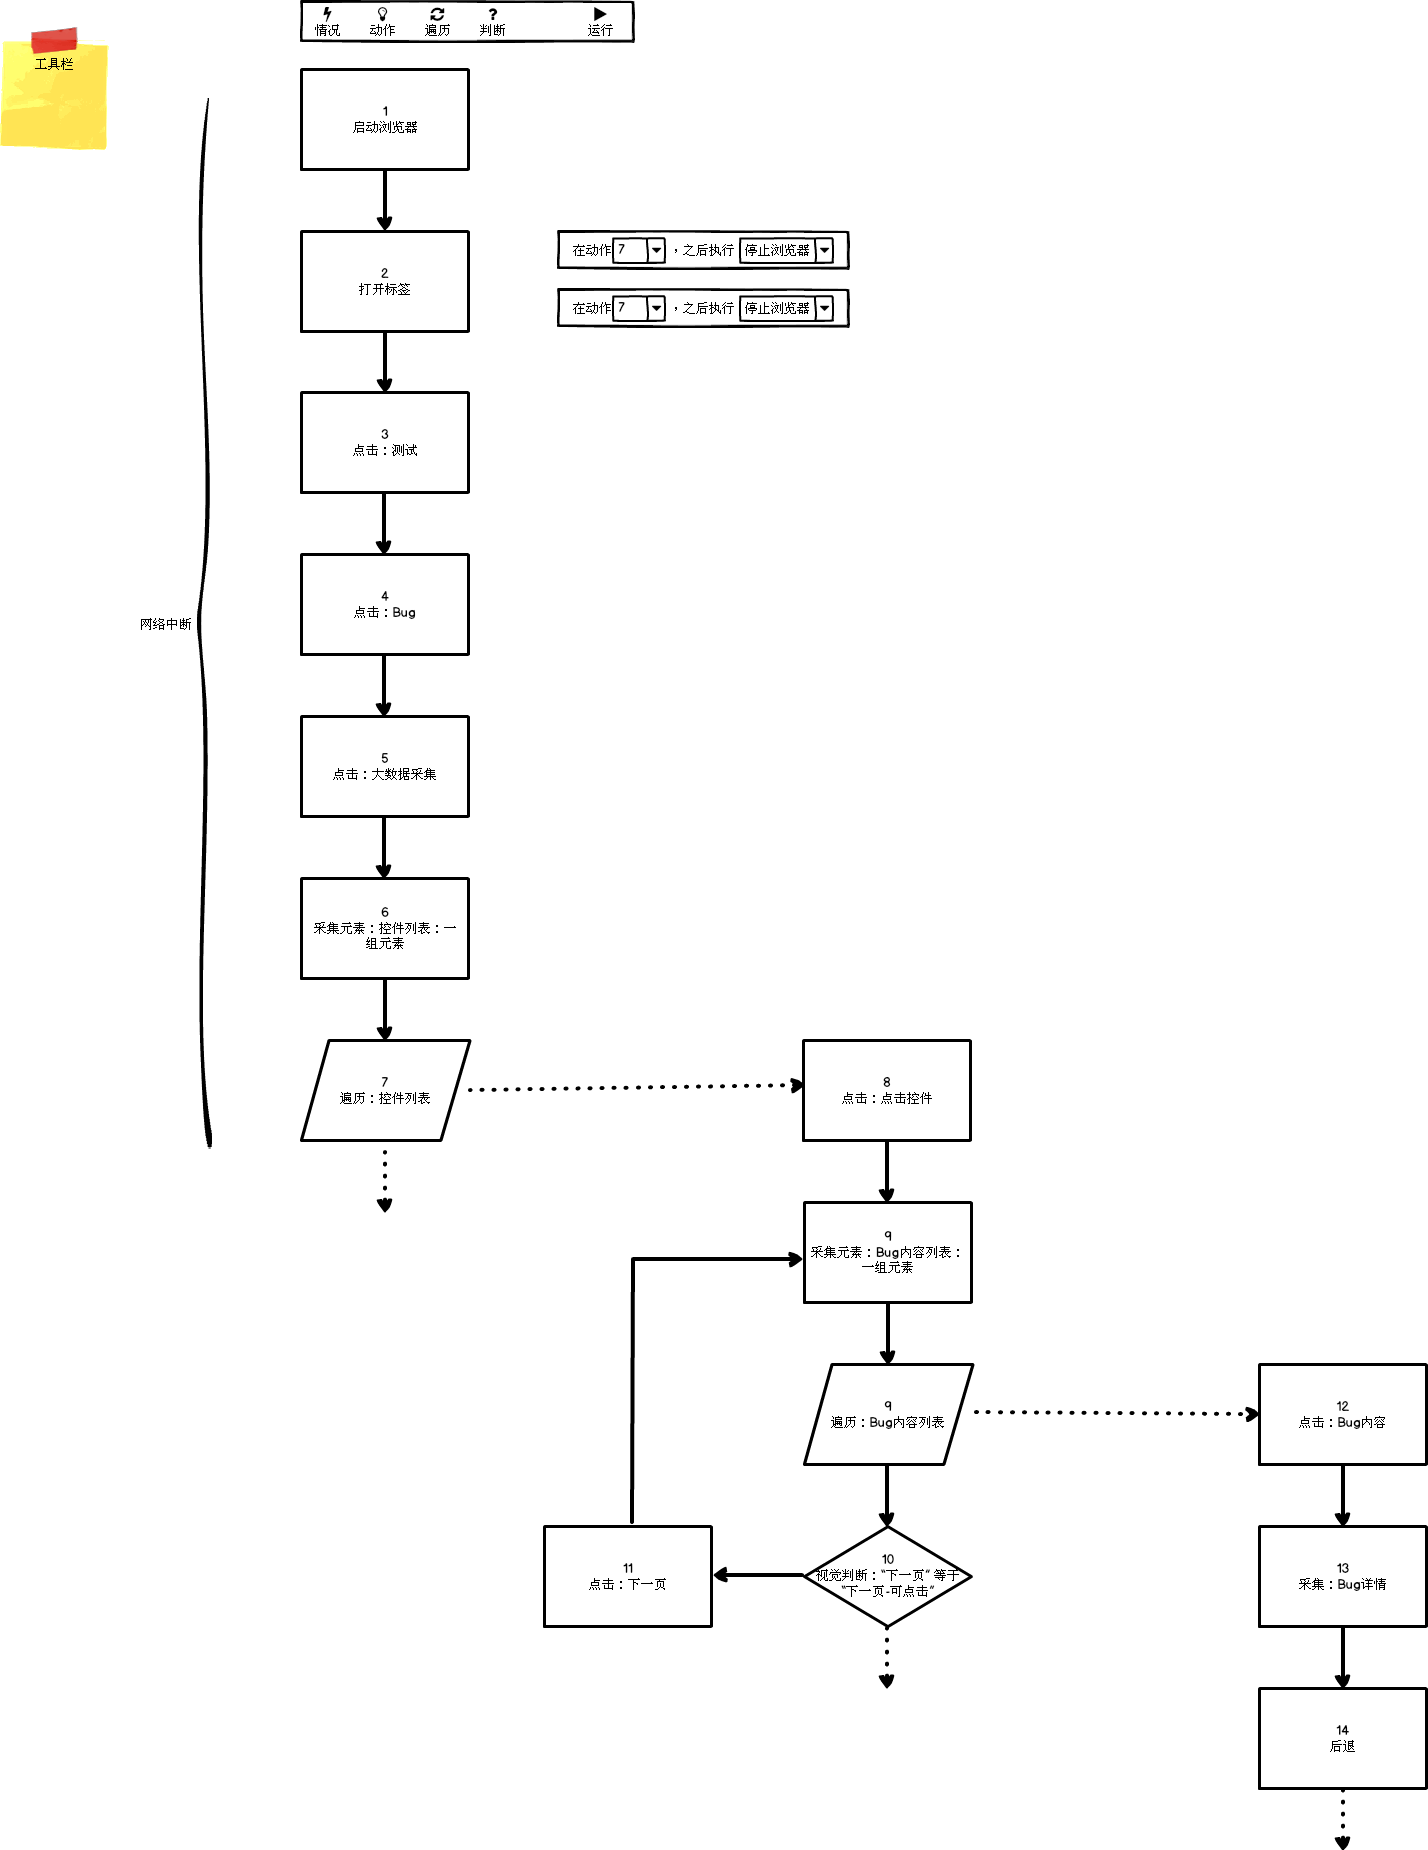 情况 动作 遍历 判断 运行
工具栏
1
启动浏览器
2
打开标签
在动作 7 ，之后执行 停止浏览器
在动作 7 ，之后执行 停止浏览器
3
点击：测试
4
点击：Bug
网络中断
5
点击：大数据采集
6
采集元素：控件列表：一
组元素
7
遍历：控件列表
8
点击：点击控件
9
采集元素：Bug内容列表：
一组元素
9
遍历：Bug内容列表
12
点击：Bug内容
10
视觉判断：“下一页” 等于
“下一页-可点击”
11
点击：下一页
13
采集：Bug详情
14
后退